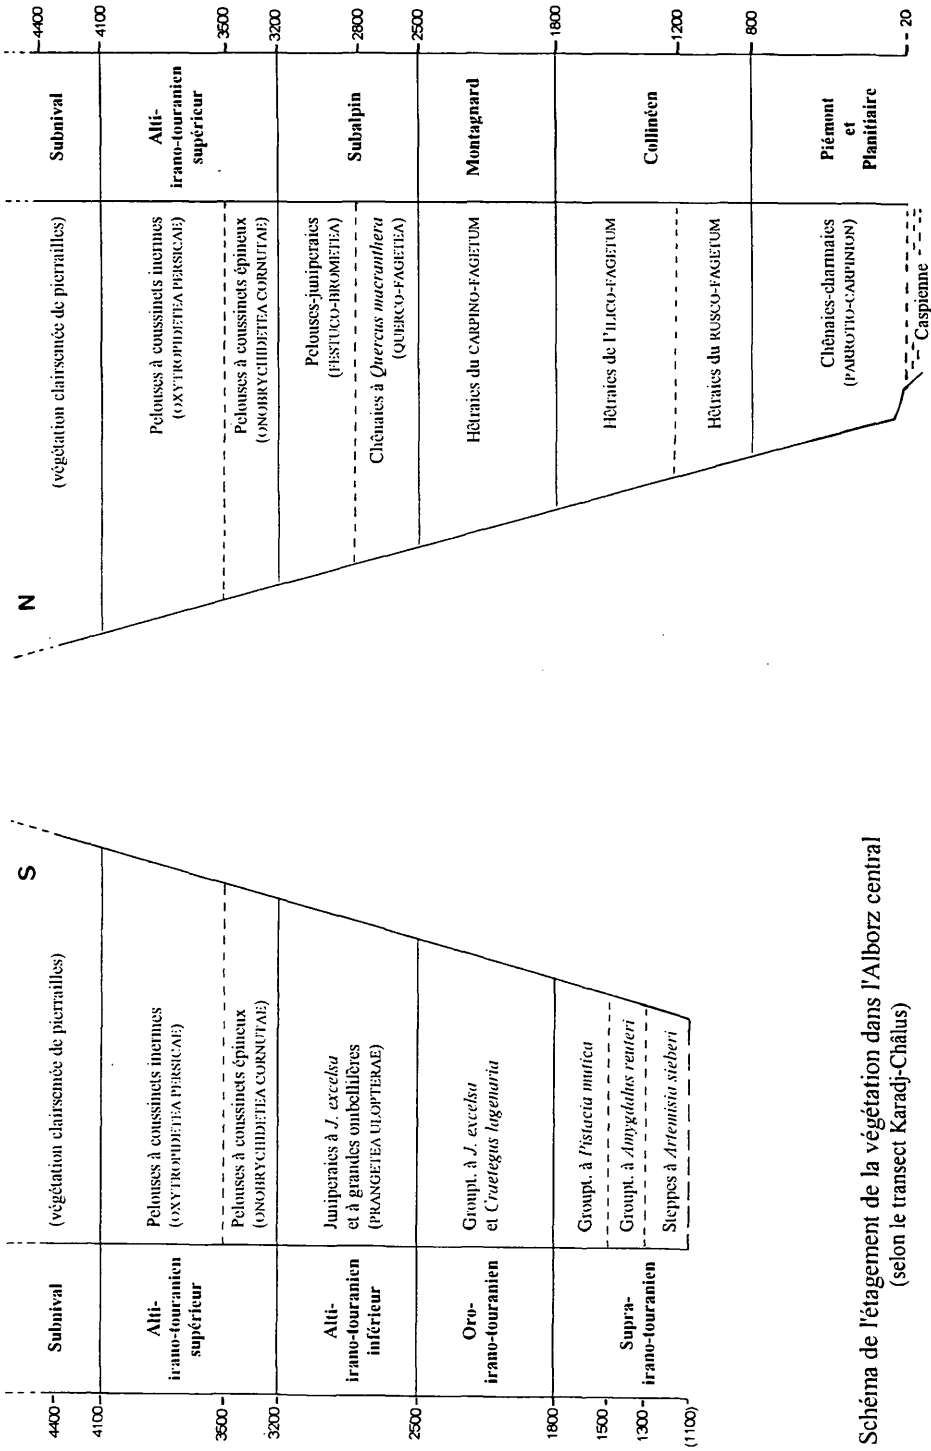 S
N
4400
4100
3500
3200
2500
1800
1500
1300
(1100)
Subnival
Alti-
irano-touranien
supérieur
Alti-
irano-touranien
inférieur
Oro-
irano-touranien
Supra-
irano-touranien
(végétation clairsemée de pierrailles)
Pelouses à coussinets inermes
(OXYTROPIDETEA PERSICAE)
Pelouses à coussinets épineux
(ONOBRYCHIDETEA CORNUTAE)
Juniperaies à J. excelsa
et à grandes ombellifères
(PRANGETEA ULOPTERAE)
Groupt. à J. excelsa
et Craetegus lagenaria
Groupt. à Pistacia mutica
Groupt. à Amygdalus reuteri
Steppes à Artemisia sieberi
(végétation clairsemée de pierrailles)
Pelouses à coussinets inermes
(OXYTROPIDETEA PERSICAE)
Pelouses à coussinets épineux
(ONOBRYCHIDETEA CORNUTAE)
Pelouses-juniperaies
(FESTUCO-BROMETEA)
Chênaies à Quercus macranthera
(QUERCO-FAGETEA)
Hêtraies du CARPINO-FAGETUM
Hêtraies de l'ILICO-FAGETUM
Hêtraies du RUSCO-FAGETUM
Chênaies-charmaies
(PARROTIO-CARPINION)
Caspienne
Subnival
Alti-
irano-touranien
supérieur
Subalpin
Montagnard
Collinéen
Piémont
et
Planitiaire
4400
4100
3500
3200
2800
2500
1800
1200
800
- 20
Schéma de l'étagement de la végétation dans l'Alborz central
(selon le transect Karadj-Châlus)